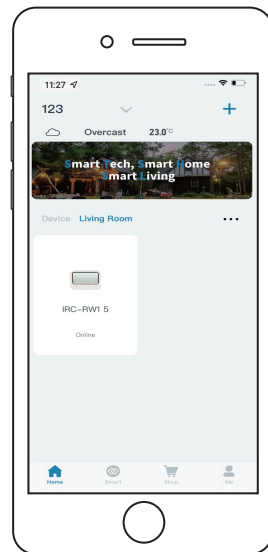 11:27
123
Overcast 23.0°C
Smart Tech, Smart Home
Smart Living
Device Living Room
IRC-RW1 5
Online
Home Smart Shop Me